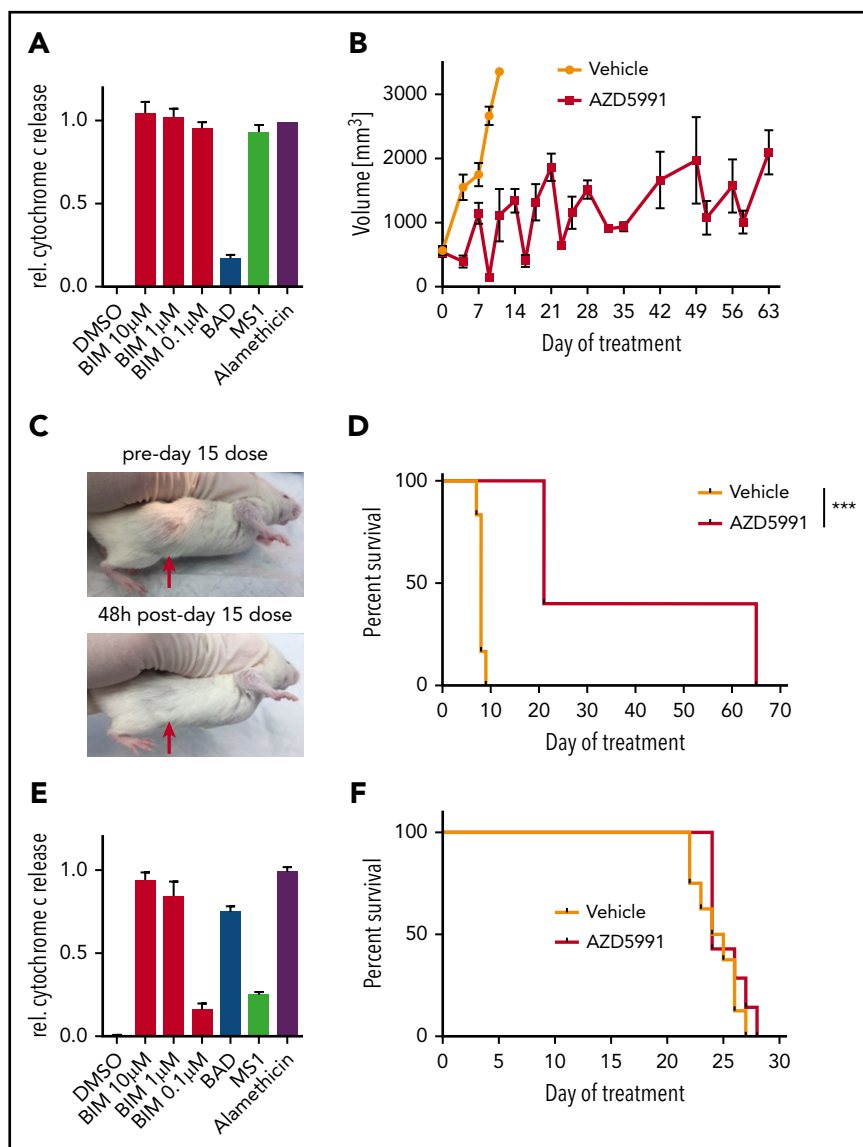 A
rel. cytochrome c release
1.0
0.5
0.0
DMSO
BIM 10µM
BIM 1µM
BIM 0.1µM
BAD
MS1
Alamethicin
B
Volume [mm³]
3000
2000
1000
0
0 7 14 21 28 35 42 49 56 63
Day of treatment
Vehicle
AZD5991
C
pre-day 15 dose
48h post-day 15 dose
D
Percent survival
100
50
0
0 10 20 30 40 50 60 70
Day of treatment
Vehicle
AZD5991
***
E
rel. cytochrome c release
1.0
0.5
0.0
DMSO
BIM 10µM
BIM 1µM
BIM 0.1µM
BAD
MS1
Alamethicin
F
Percent survival
100
50
0
0 5 10 15 20 25 30
Day of treatment
Vehicle
AZD5991